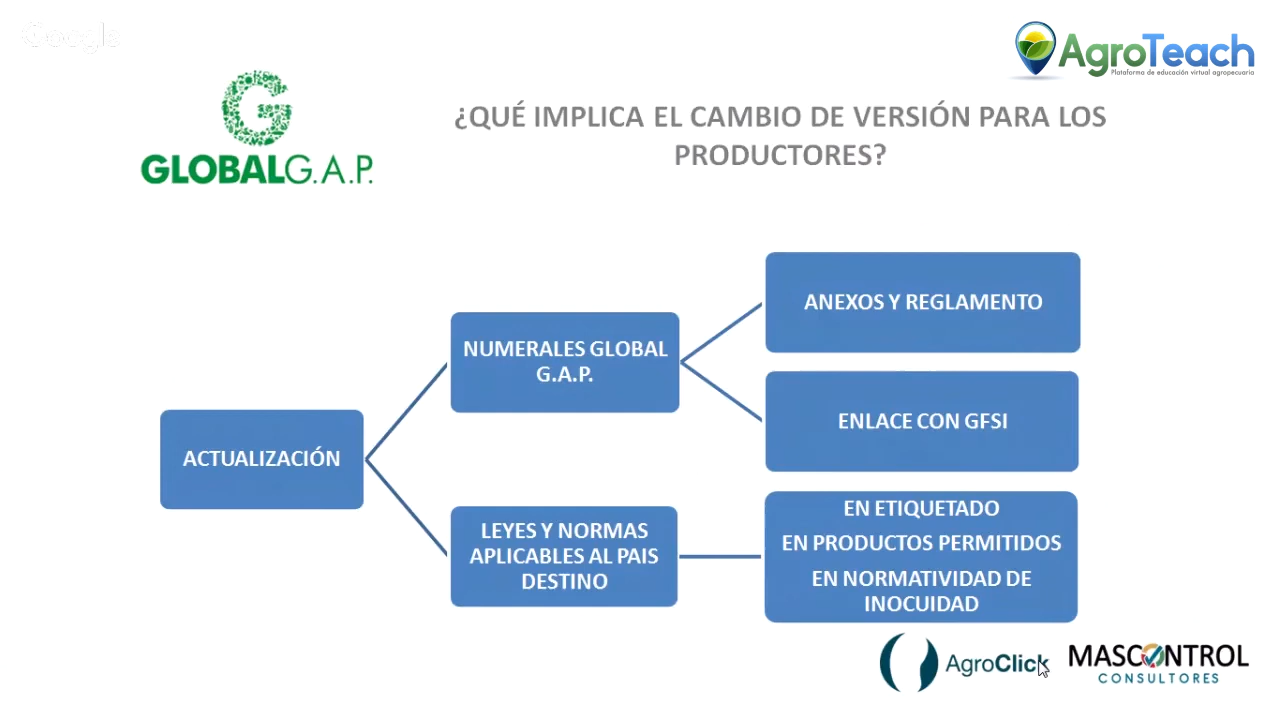 Google
AgroTeach
Plataforma de educación virtual agropecuaria
GLOBALG.A.P.
¿QUÉ IMPLICA EL CAMBIO DE VERSIÓN PARA LOS
PRODUCTORES?
ANEXOS Y REGLAMENTO
NUMERALES GLOBAL
G.A.P.
ENLACE CON GFSI
ACTUALIZACIÓN
LEYES Y NORMAS
APLICABLES AL PAIS
DESTINO
EN ETIQUETADO
EN PRODUCTOS PERMITIDOS
EN NORMATIVIDAD DE
INOCUIDAD
AgroClick
MASCONTROL
CONSULTORES